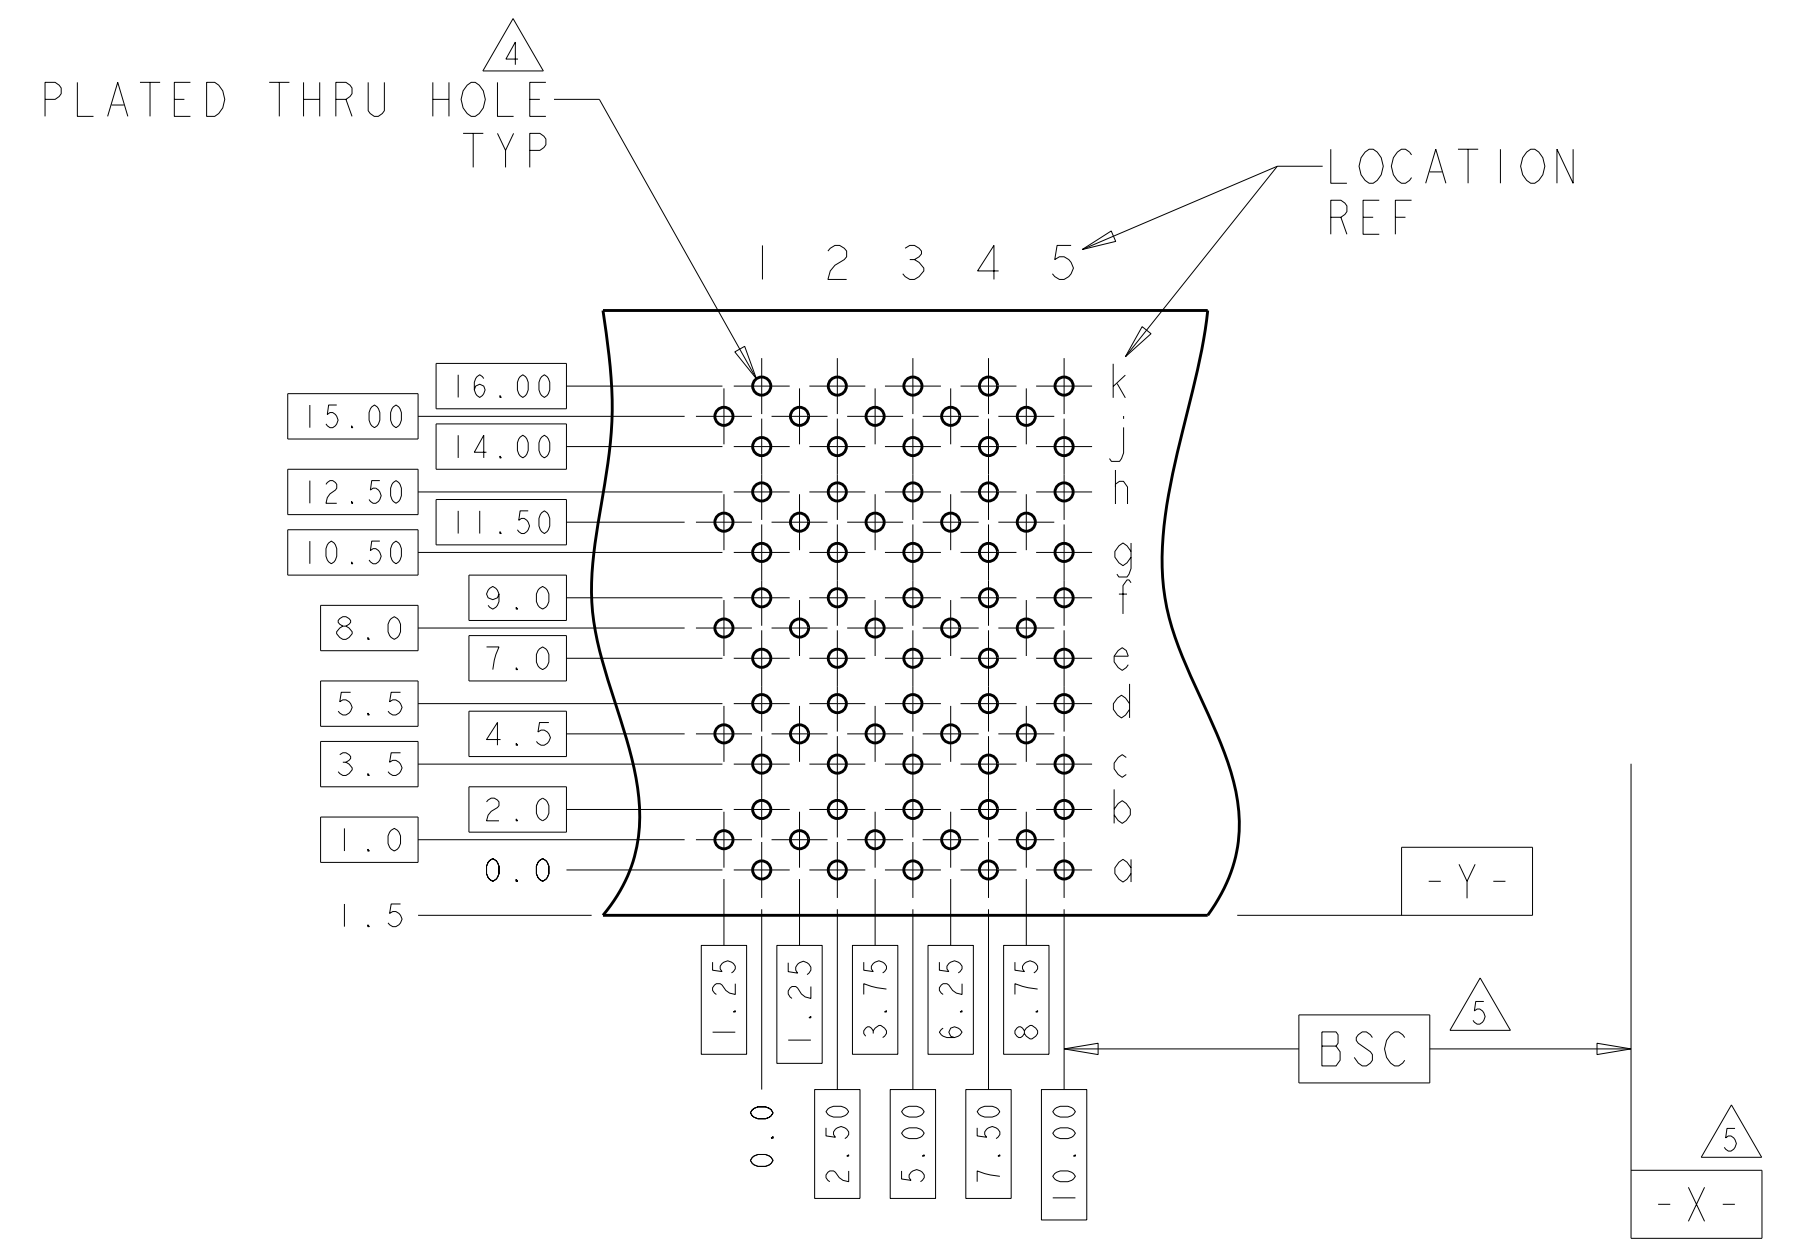 4
PLATED THRU HOLE
TYP
LOCATION
REF
1 2 3 4 5
16.00 k
15.00
14.00 j
12.50 h
11.50
10.50 g
9.0 f
8.0
7.0 e
5.5 d
4.5
3.5 c
2.0 b
1.0
0.0 a
1.5
-Y-
1.25 1.25 3.75 6.25 8.75
BSC 5
0.0 2.50 5.00 7.50 10.00
5
-X-